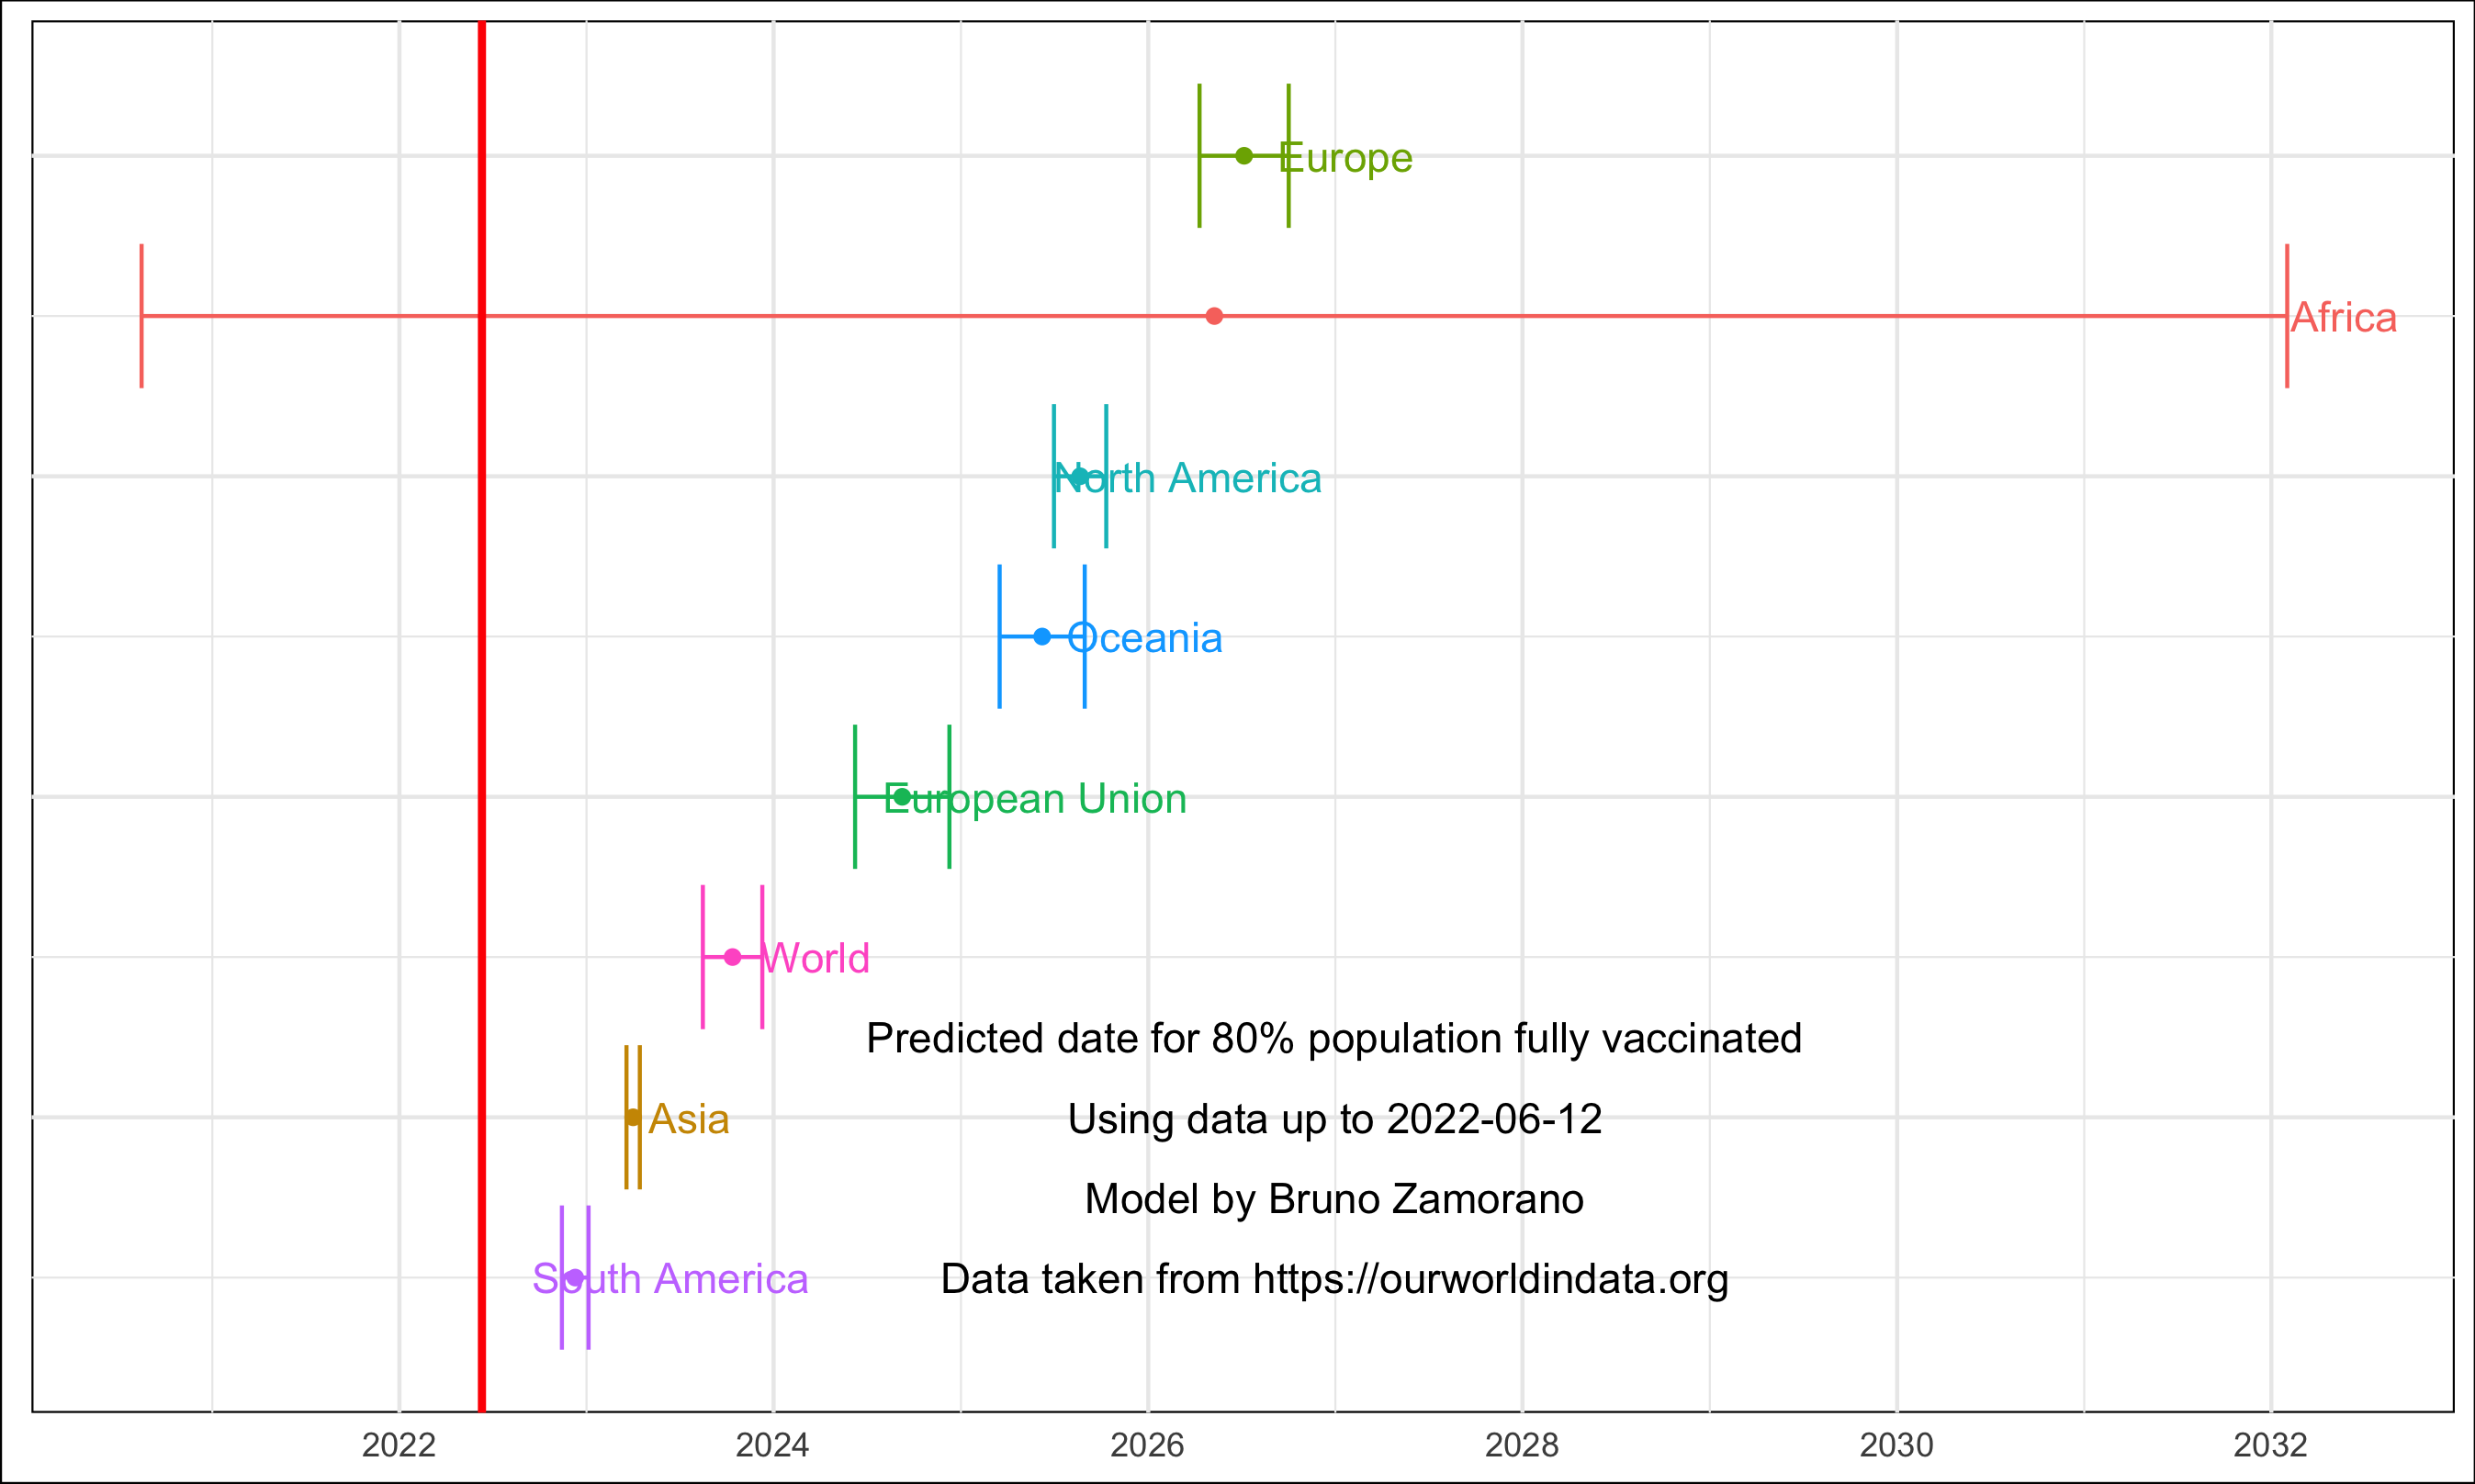 Europe
Africa
North America
Oceania
European Union
World
Predicted date for 80% population fully vaccinated
Asia
Using data up to 2022-06-12
Model by Bruno Zamorano
South America
Data taken from https://ourworldindata.org
2022 2024 2026 2028 2030 2032